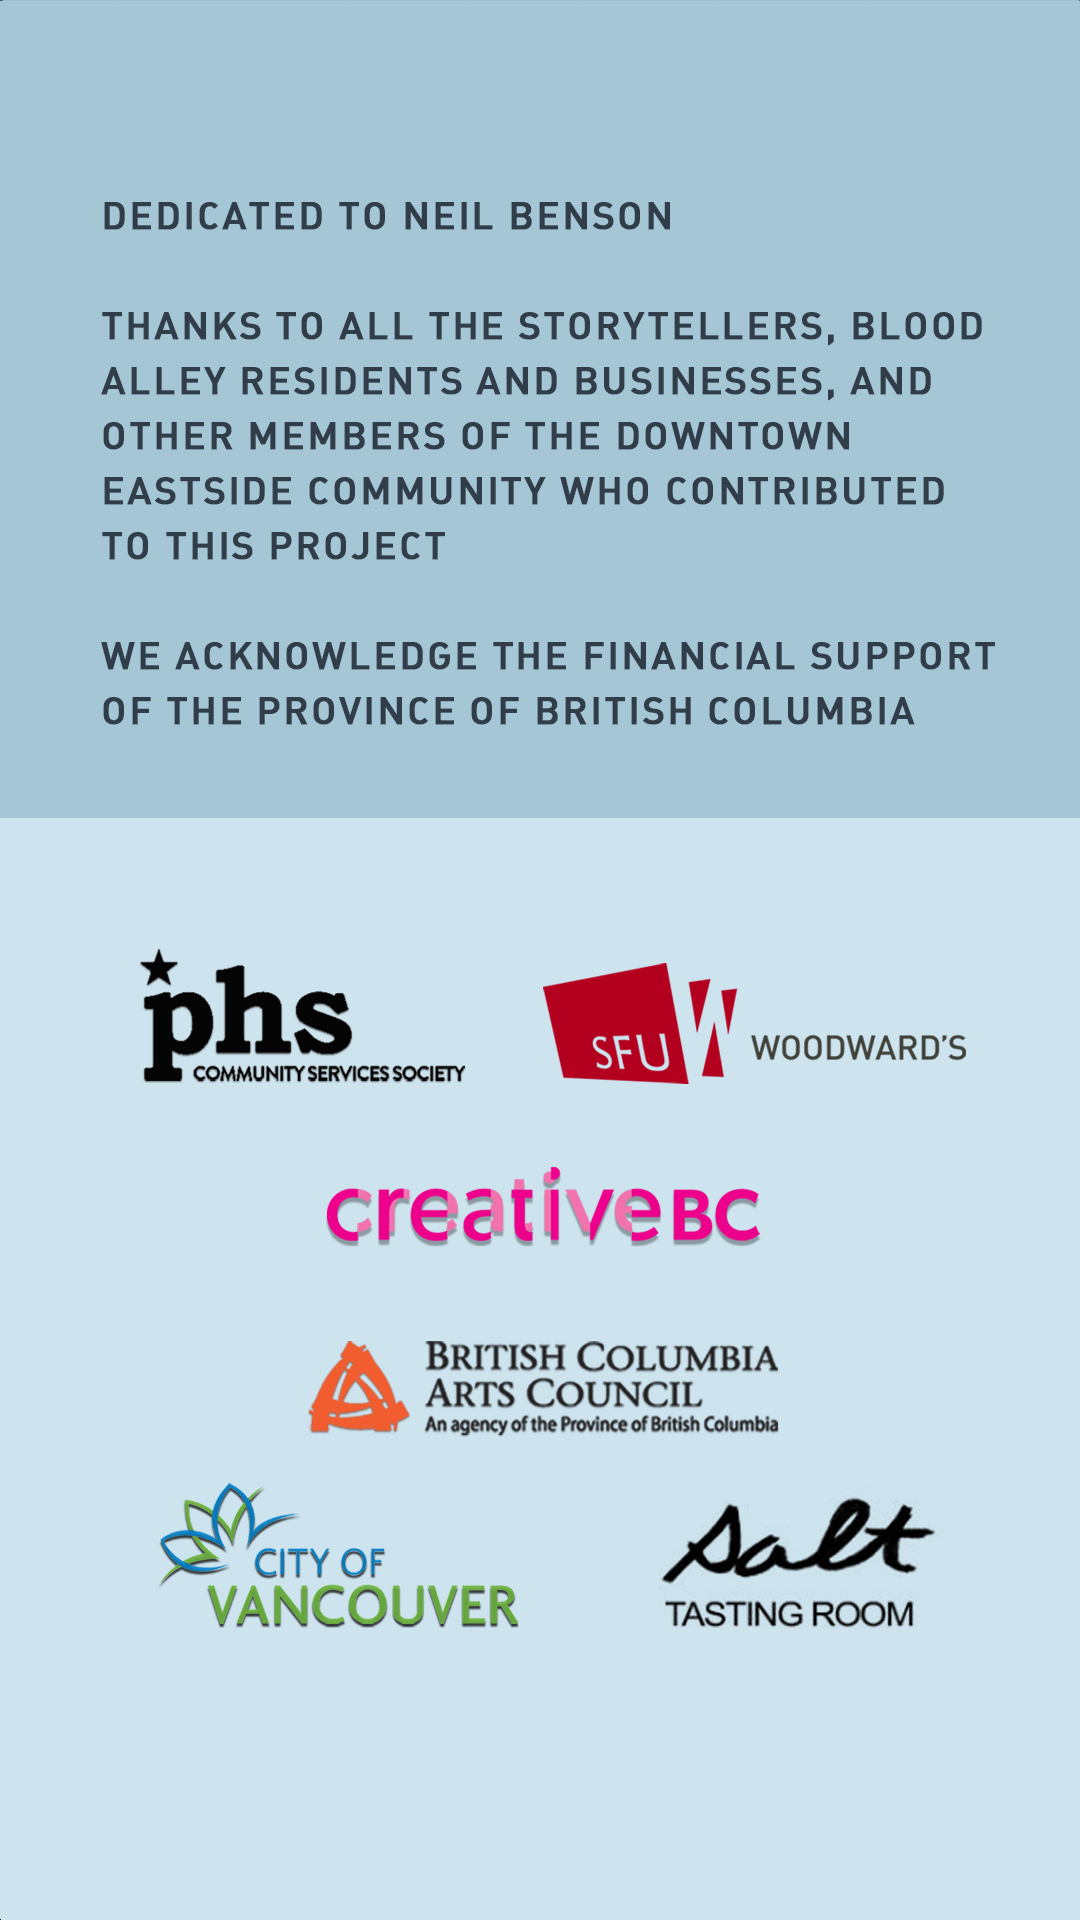 DEDICATED TO NEIL BENSON
THANKS TO ALL THE STORYTELLERS, BLOOD
ALLEY RESIDENTS AND BUSINESSES, AND
OTHER MEMBERS OF THE DOWNTOWN
EASTSIDE COMMUNITY WHO CONTRIBUTED
TO THIS PROJECT
WE ACKNOWLEDGE THE FINANCIAL SUPPORT
OF THE PROVINCE OF BRITISH COLUMBIA
phs
COMMUNITY SERVICES SOCIETY
SFU W WOODWARD'S
creativeBC
BRITISH COLUMBIA
ARTS COUNCIL
An agency of the Province of British Columbia
CITY OF
VANCOUVER
Salt
TASTING ROOM